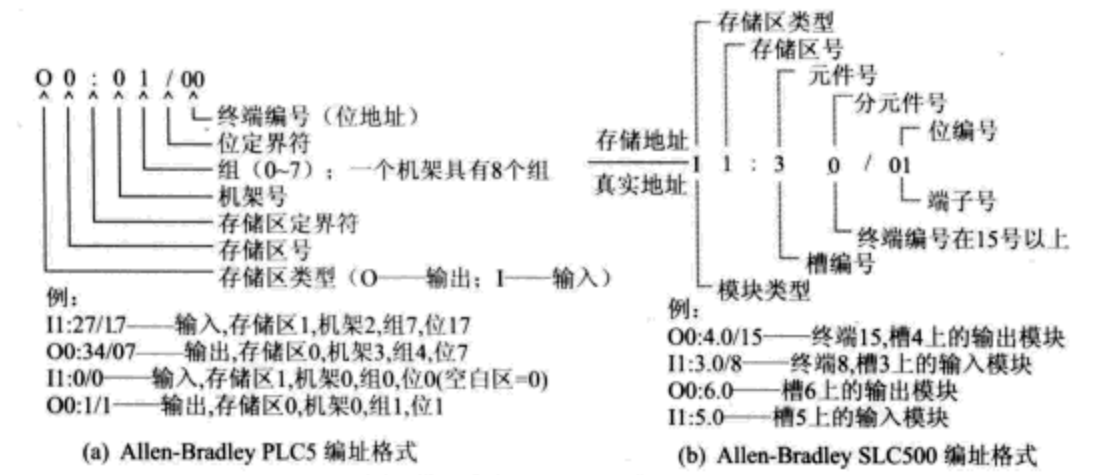 O 0 : 0 1 / 00
终端编号（位地址）
位定界符
组（0~7）；一个机架具有8个组
机架号
存储区定界符
存储区号
存储区类型（O——输出；I——输入）
例：
I1:27/17——输入,存储区1,机架2,组7,位17
O0:34/07——输出,存储区0,机架3,组4,位7
I1:0/0——输入,存储区1,机架0,组0,位0(空白区=0)
O0:1/1——输出,存储区0,机架0,组1,位1
(a) Allen-Bradley PLC5 编址格式
存储区类型
存储区号
元件号
分元件号
位编号
存储地址
I 1 : 3 0 / 01
真实地址
端子号
终端编号在15号以上
槽编号
模块类型
例：
O0:4.0/15——终端15,槽4上的输出模块
I1:3.0/8——终端8,槽3上的输入模块
O0:6.0——槽6上的输出模块
I1:5.0——槽5上的输入模块
(b) Allen-Bradley SLC500 编址格式